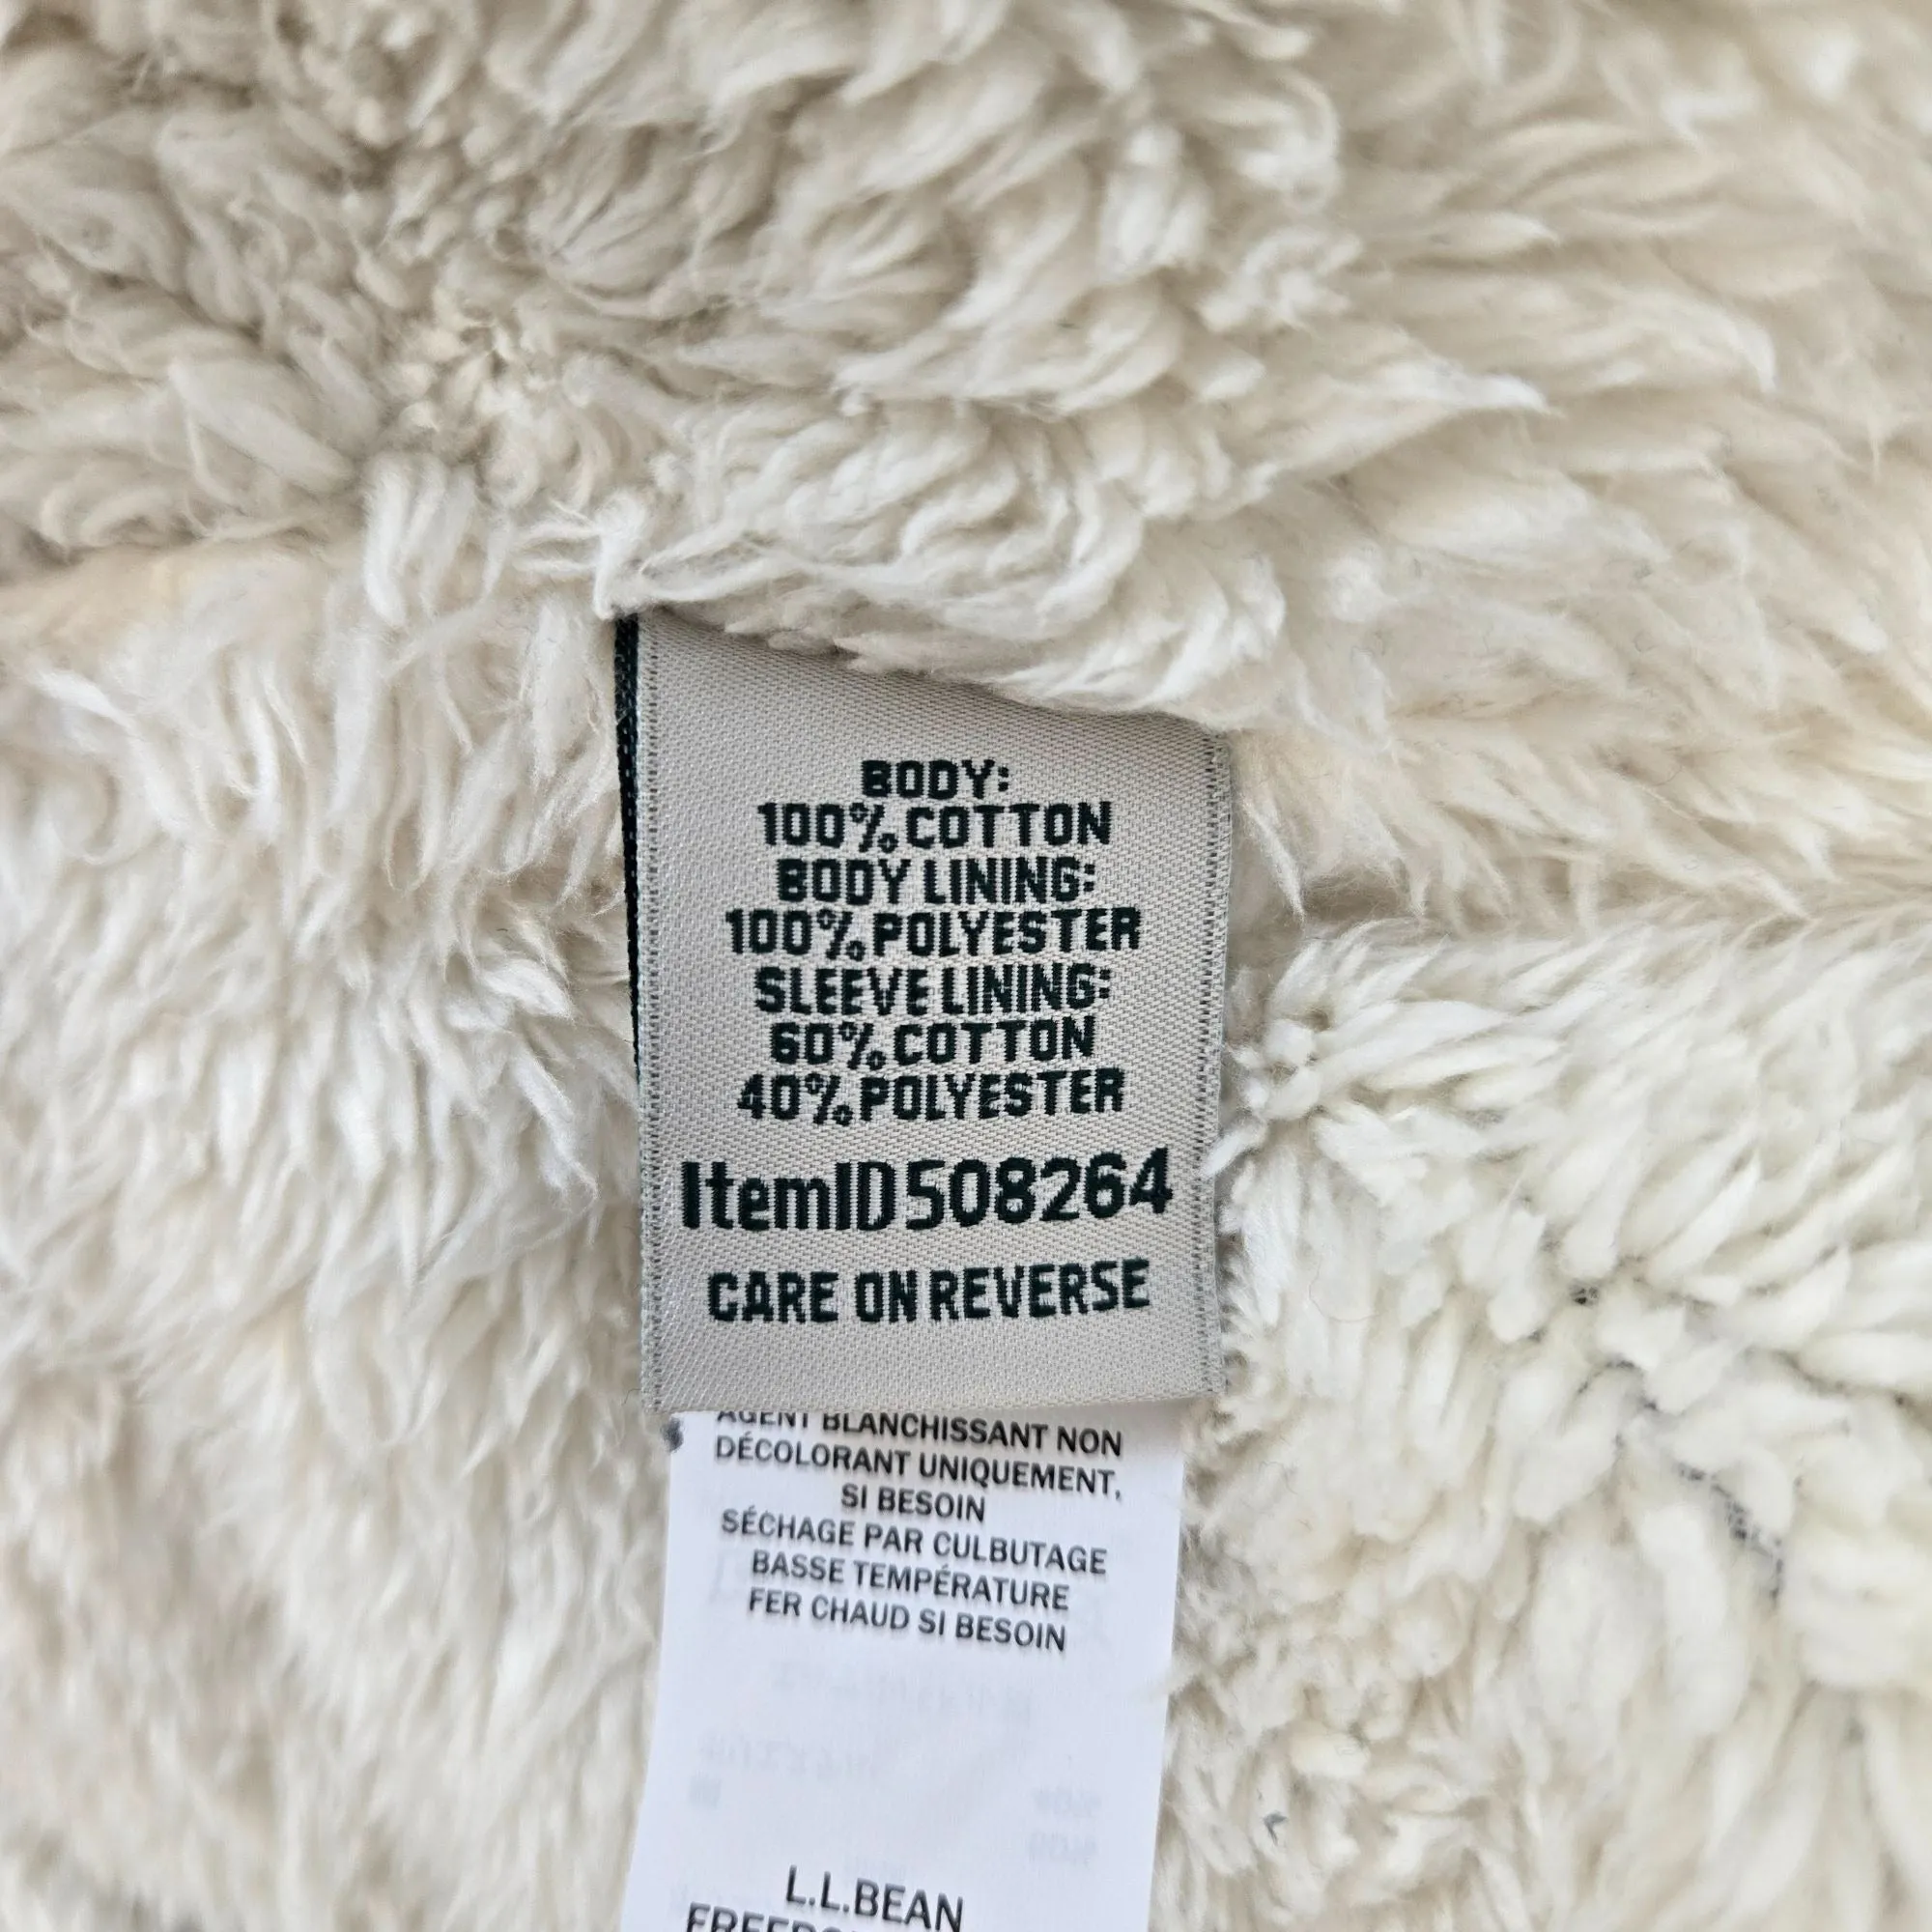 BODY:
100% COTTON
BODY LINING:
100% POLYESTER
SLEEVE LINING:
60% COTTON
40% POLYESTER
ItemID 508264
CARE ON REVERSE
AGENT BLANCHISSANT NON
DÉCOLORANT UNIQUEMENT,
SI BESOIN
SÉCHAGE PAR CULBUTAGE
BASSE TEMPÉRATURE
FER CHAUD SI BESOIN
L.L.BEAN